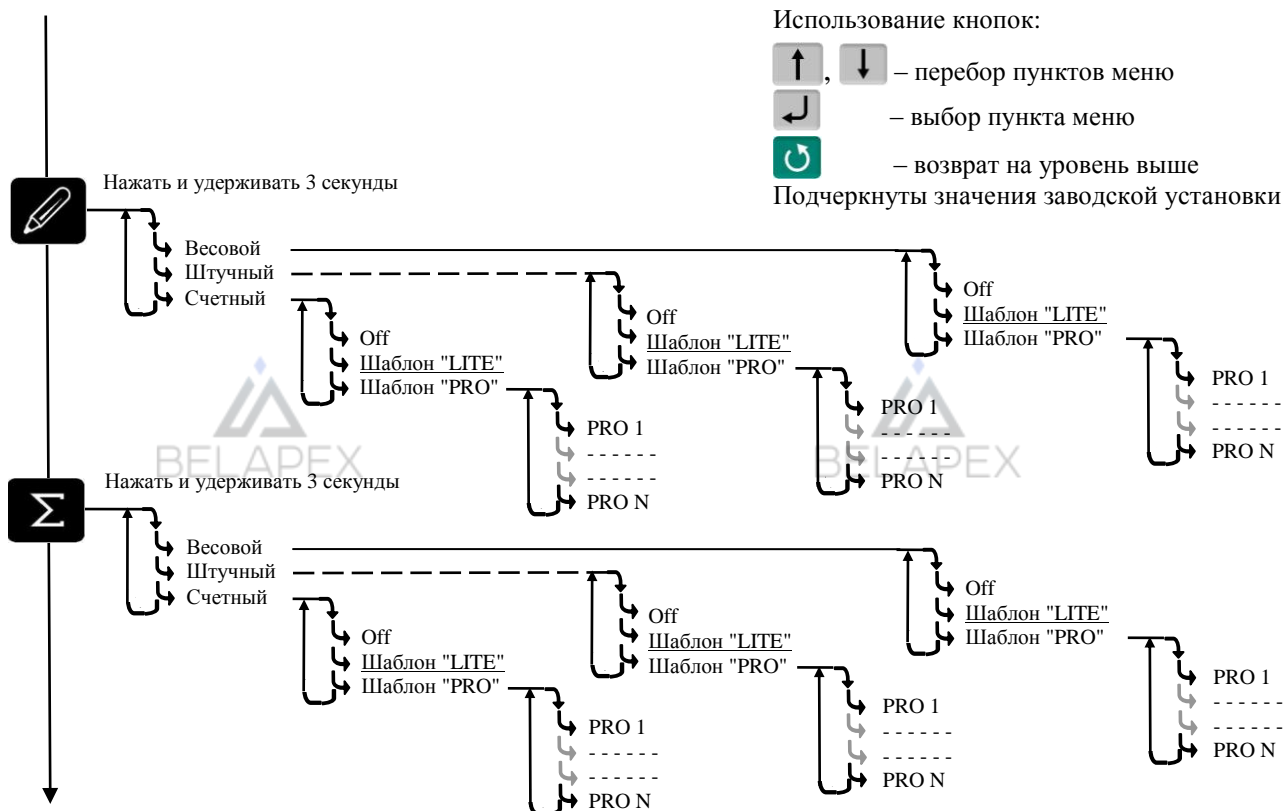 Использование кнопок:
, – перебор пунктов меню
– выбор пункта меню
– возврат на уровень выше
Подчеркнуты значения заводской установки
Нажать и удерживать 3 секунды
Весовой
Штучный
Счетный
Off
Шаблон "LITE"
Шаблон "PRO"
PRO 1
- - - - - -
- - - - - -
PRO N
Off
Шаблон "LITE"
Шаблон "PRO"
PRO 1
- - - - - -
- - - - - -
PRO N
Off
Шаблон "LITE"
Шаблон "PRO"
PRO 1
- - - - - -
- - - - - -
PRO N
BELAPEX
BELAPEX
Нажать и удерживать 3 секунды
Σ
Весовой
Штучный
Счетный
Off
Шаблон "LITE"
Шаблон "PRO"
PRO 1
- - - - - -
- - - - - -
PRO N
Off
Шаблон "LITE"
Шаблон "PRO"
PRO 1
- - - - - -
- - - - - -
PRO N
Off
Шаблон "LITE"
Шаблон "PRO"
PRO 1
- - - - - -
- - - - - -
PRO N